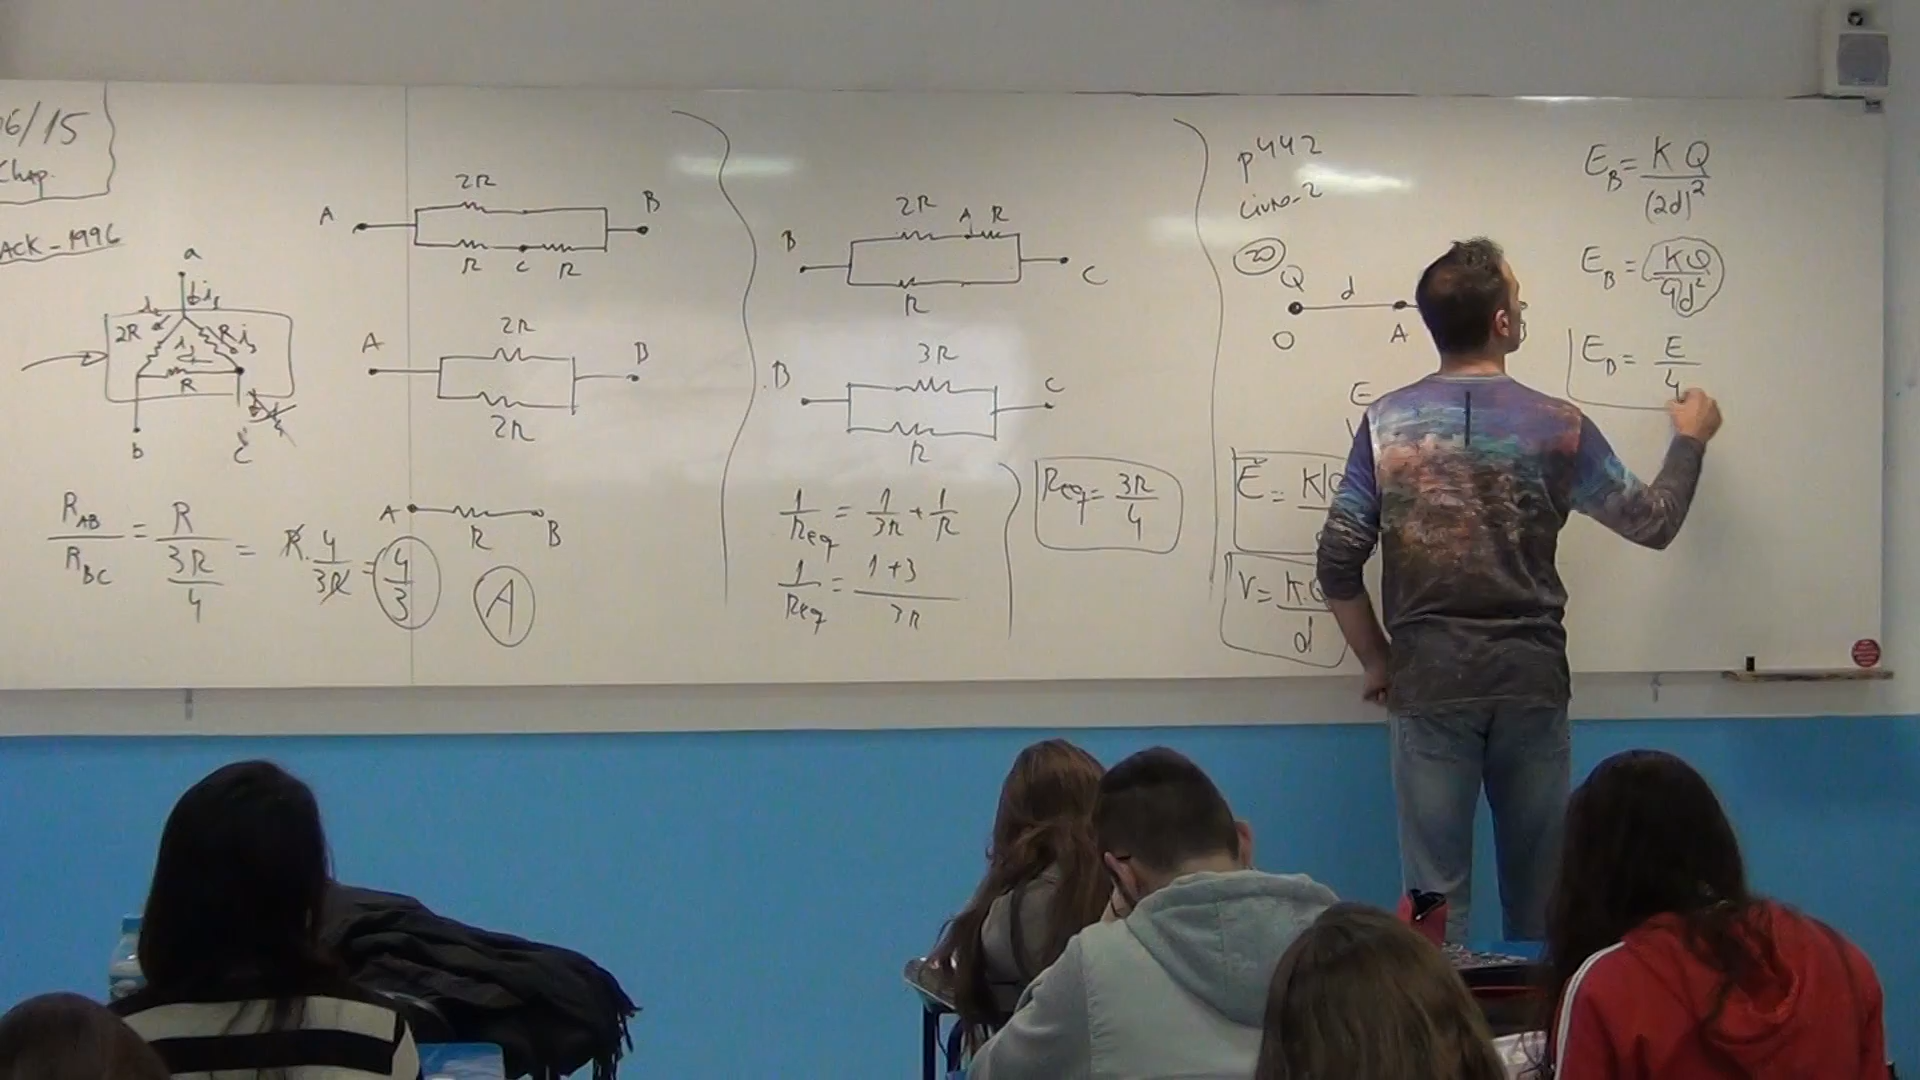 06/15
Chap.
ACK-1996
a
2R
R
R
b
c
R_AB/R_BC = R/(3R/4) = R.4/3R = 4/3
A
A
2R
B
R
C
R
A
2R
B
2R
A
R
B
B
2R
A
R
C
R
B
3R
C
R
1/Req = 1/3R + 1/R
1/Req = 1+3/3R
Req = 3R/4
p442
Livro-2
20
Q
d
O
A
E
E = K|Q
V = K.Q/d
E_B = KQ/(2d)²
E_B = KQ/4d²
E_B = E/4